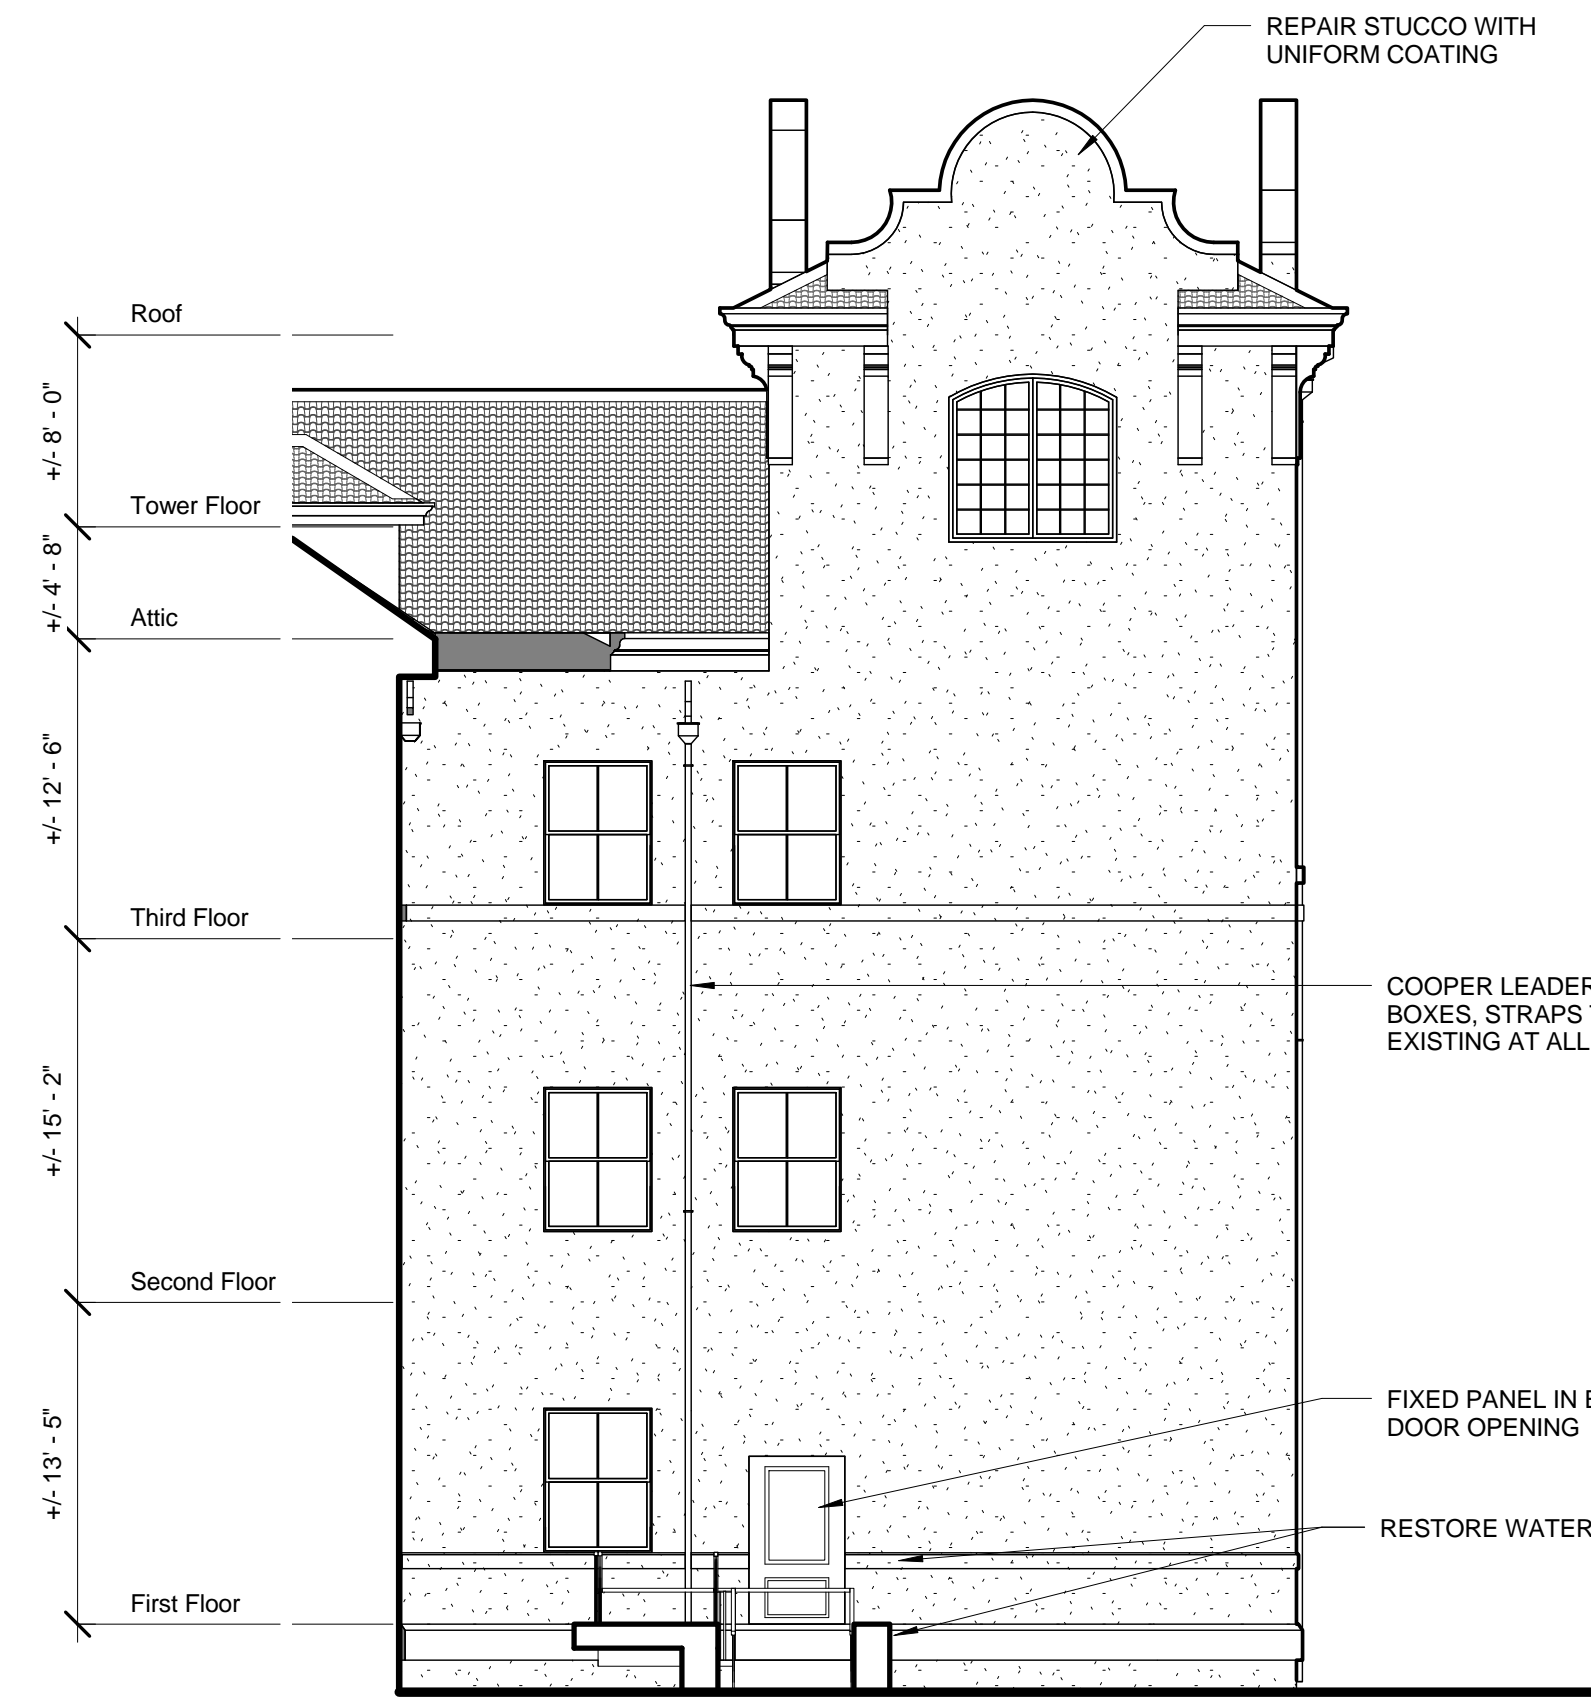 REPAIR STUCCO WITH
UNIFORM COATING
Roof
+/- 8' - 0"
Tower Floor
+/- 4' - 8"
Attic
+/- 12' - 6"
Third Floor
COOPER LEADER
BOXES, STRAPS
EXISTING AT ALL
+/- 15' - 2"
Second Floor
FIXED PANEL IN
DOOR OPENING
+/- 13' - 5"
RESTORE WATER
First Floor